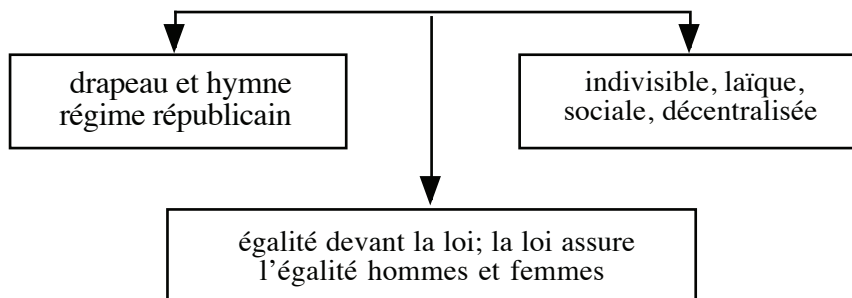 drapeau et hymne
régime républicain
indivisible, laïque,
sociale, décentralisée
égalité devant la loi; la loi assure
l’égalité hommes et femmes